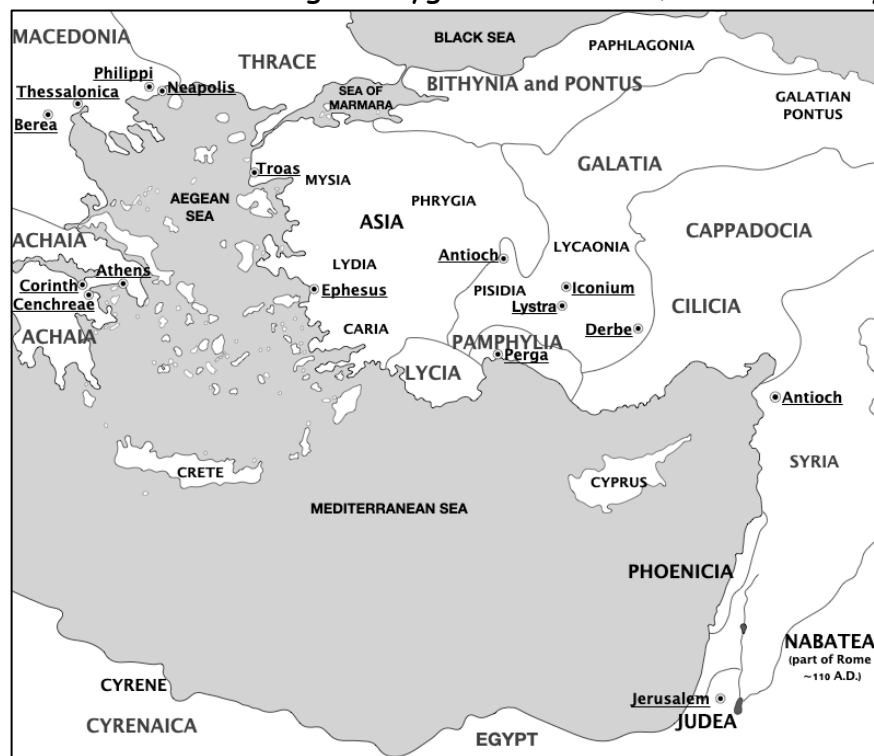 MACEDONIA
BLACK SEA
PAPHLAGONIA
THRACE
Philippi
BITHYNIA and PONTUS
Thessalonica
Neapolis
SEA OF
MARMARA
GALATIAN
PONTUS
Berea
GALATIA
Troas
MYSIA
PHRYGIA
AEGEAN
SEA
ASIA
CAPPADOCIA
ACHAIA
LYCAONIA
Antioch
LYDIA
Athens
Corinth
Ephesus
PISIDIA
Iconium
Cenchreae
Lystra
CILICIA
ACHAIA
CARIA
Derbe
PAMPHYLIA
Perga
LYCIA
Antioch
CRETE
SYRIA
CYPRUS
MEDITERRANEAN SEA
PHOENICIA
NABATEA
(part of Rome
~110 A.D.)
CYRENE
Jerusalem
CYRENAICA
JUDEA
EGYPT